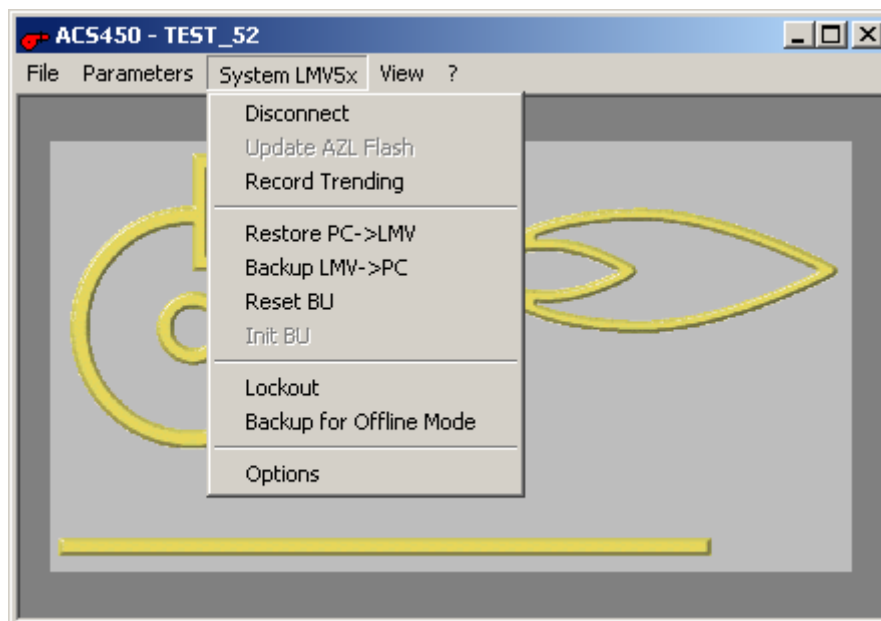 ACS450 - TEST_52
File Parameters System LMV5x View ?
Disconnect
Update AZL Flash
Record Trending
Restore PC->LMV
Backup LMV->PC
Reset BU
Init BU
Lockout
Backup for Offline Mode
Options